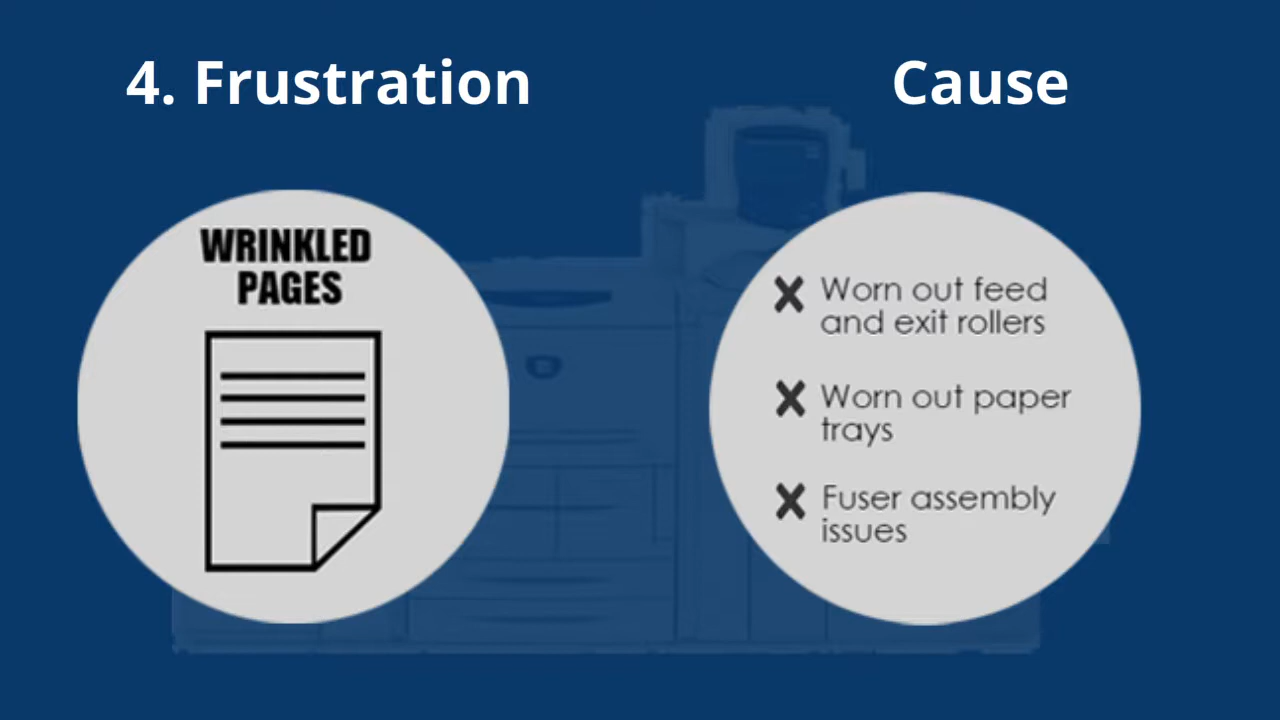 4. Frustration
Cause
WRINKLED
PAGES
Worn out feed
and exit rollers
Worn out paper
trays
Fuser assembly
issues